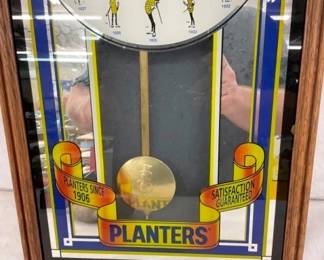 PLANTERS SINCE
1906
SATISFACTION
GUARANTEED
PLANTERS